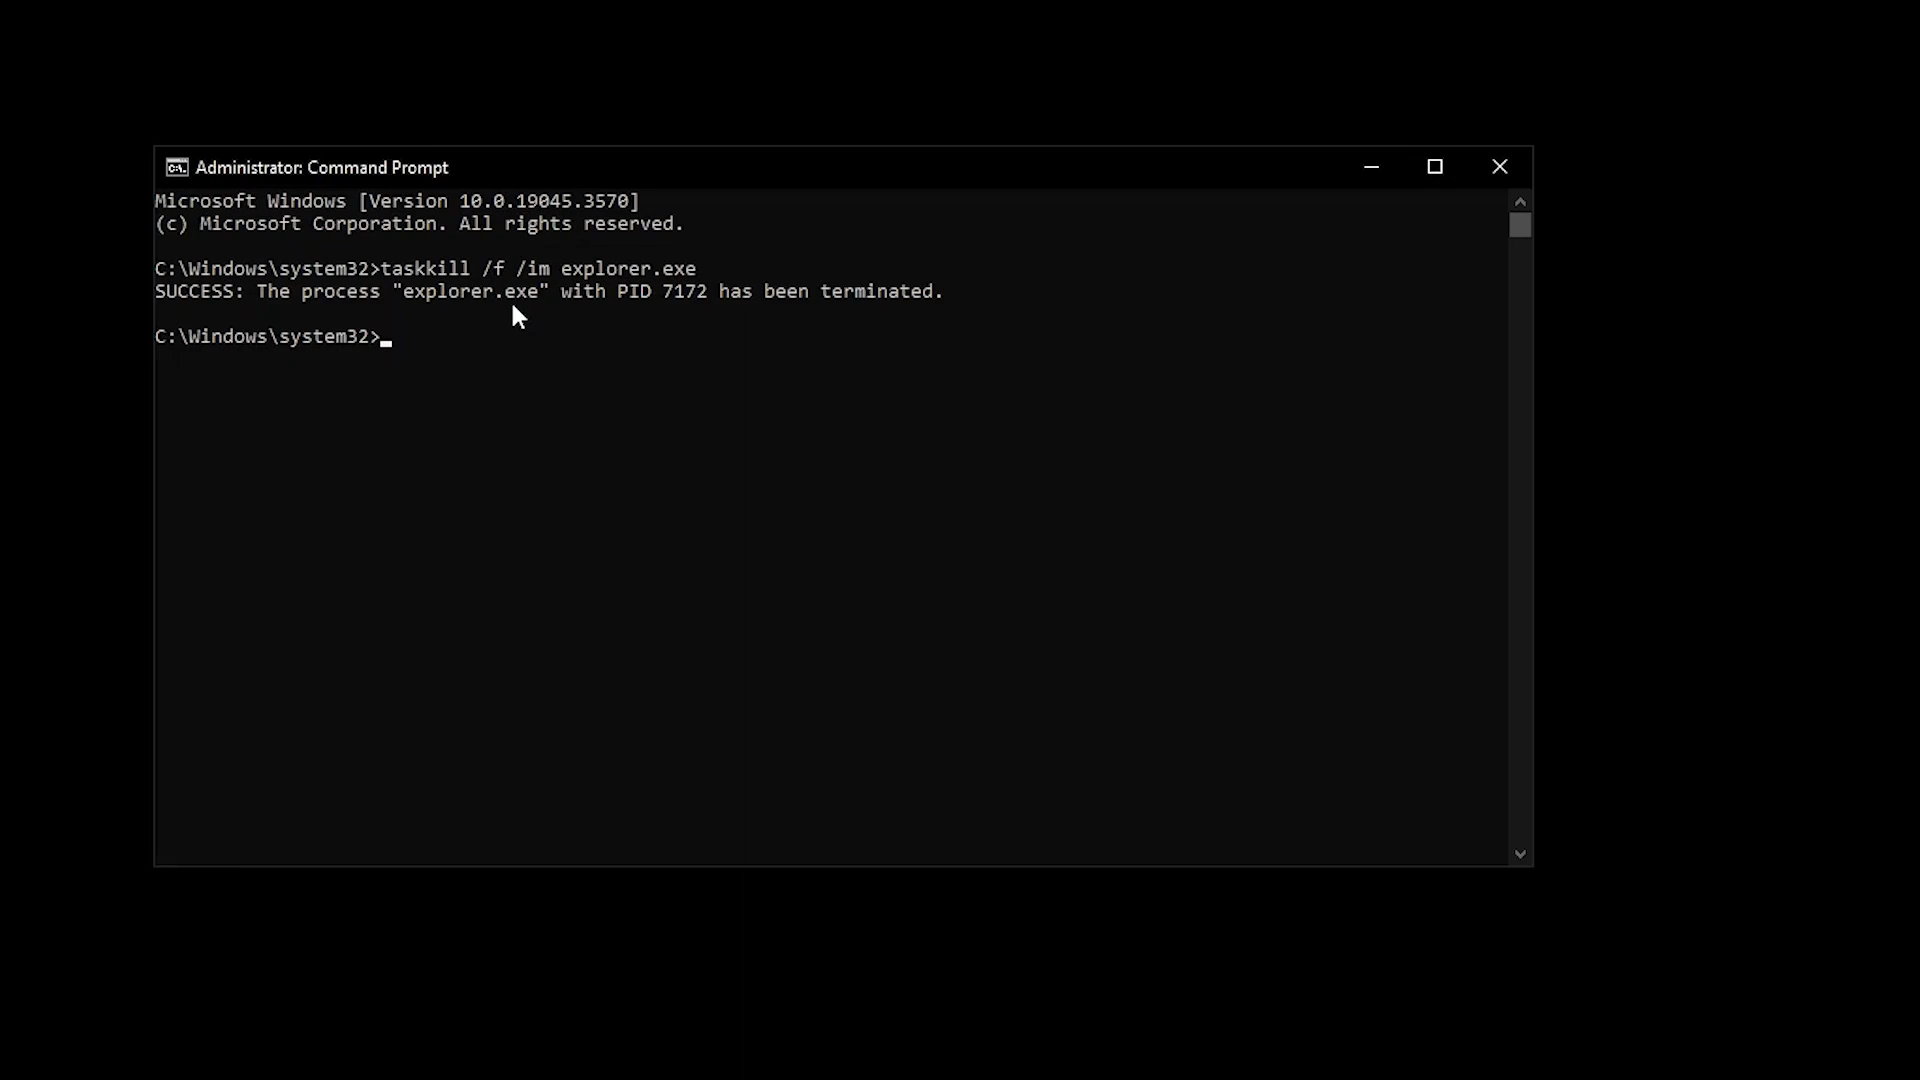 Administrator: Command Prompt
Microsoft Windows [Version 10.0.19045.3570]
(c) Microsoft Corporation. All rights reserved.
C:\Windows\system32>taskkill /f /im explorer.exe
SUCCESS: The process "explorer.exe" with PID 7172 has been terminated.
C:\Windows\system32>